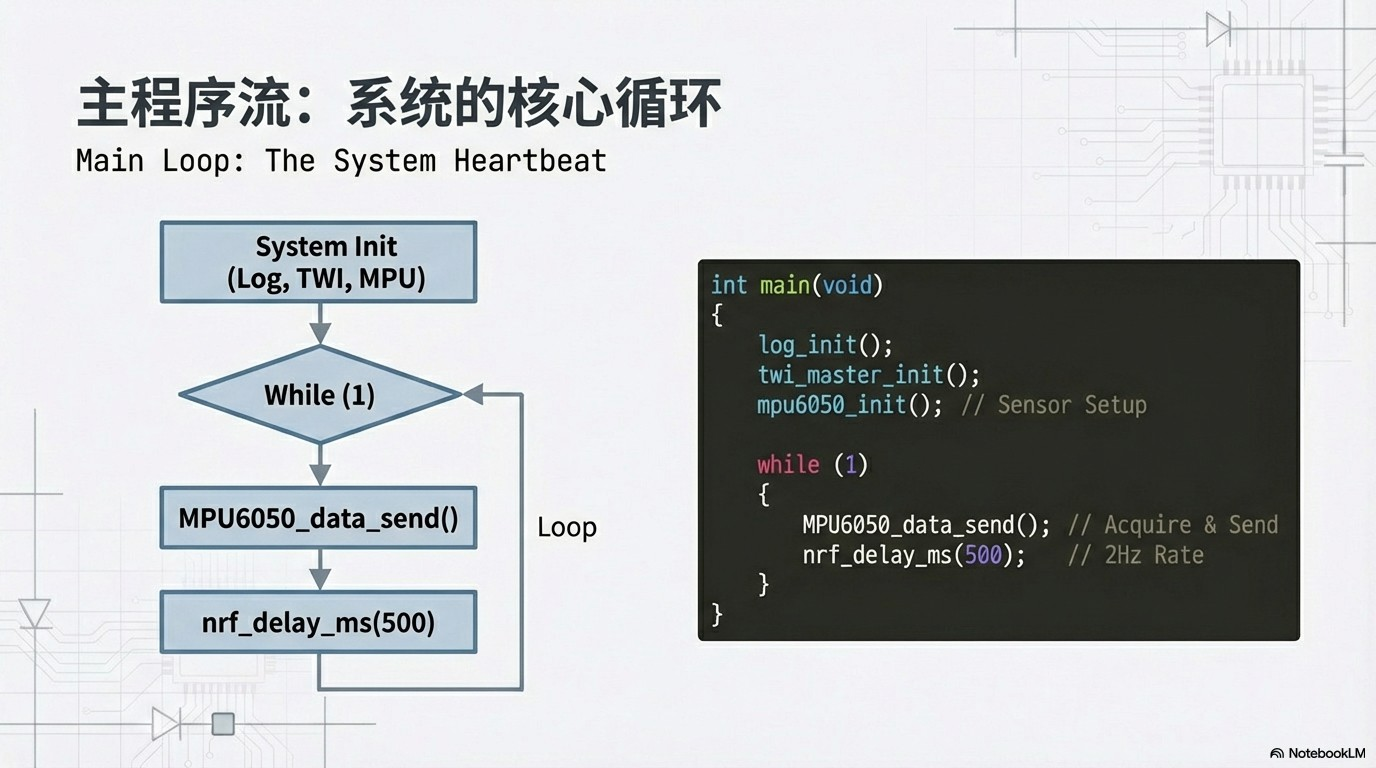 主程序流：系统的核心循环
Main Loop: The System Heartbeat
System Init
(Log, TWI, MPU)
While (1)
MPU6050_data_send()
nrf_delay_ms(500)
Loop
int main(void)
{
    log_init();
    twi_master_init();
    mpu6050_init(); // Sensor Setup

    while (1)
    {
        MPU6050_data_send(); // Acquire & Send
        nrf_delay_ms(500);   // 2Hz Rate
    }
}
NotebookLM